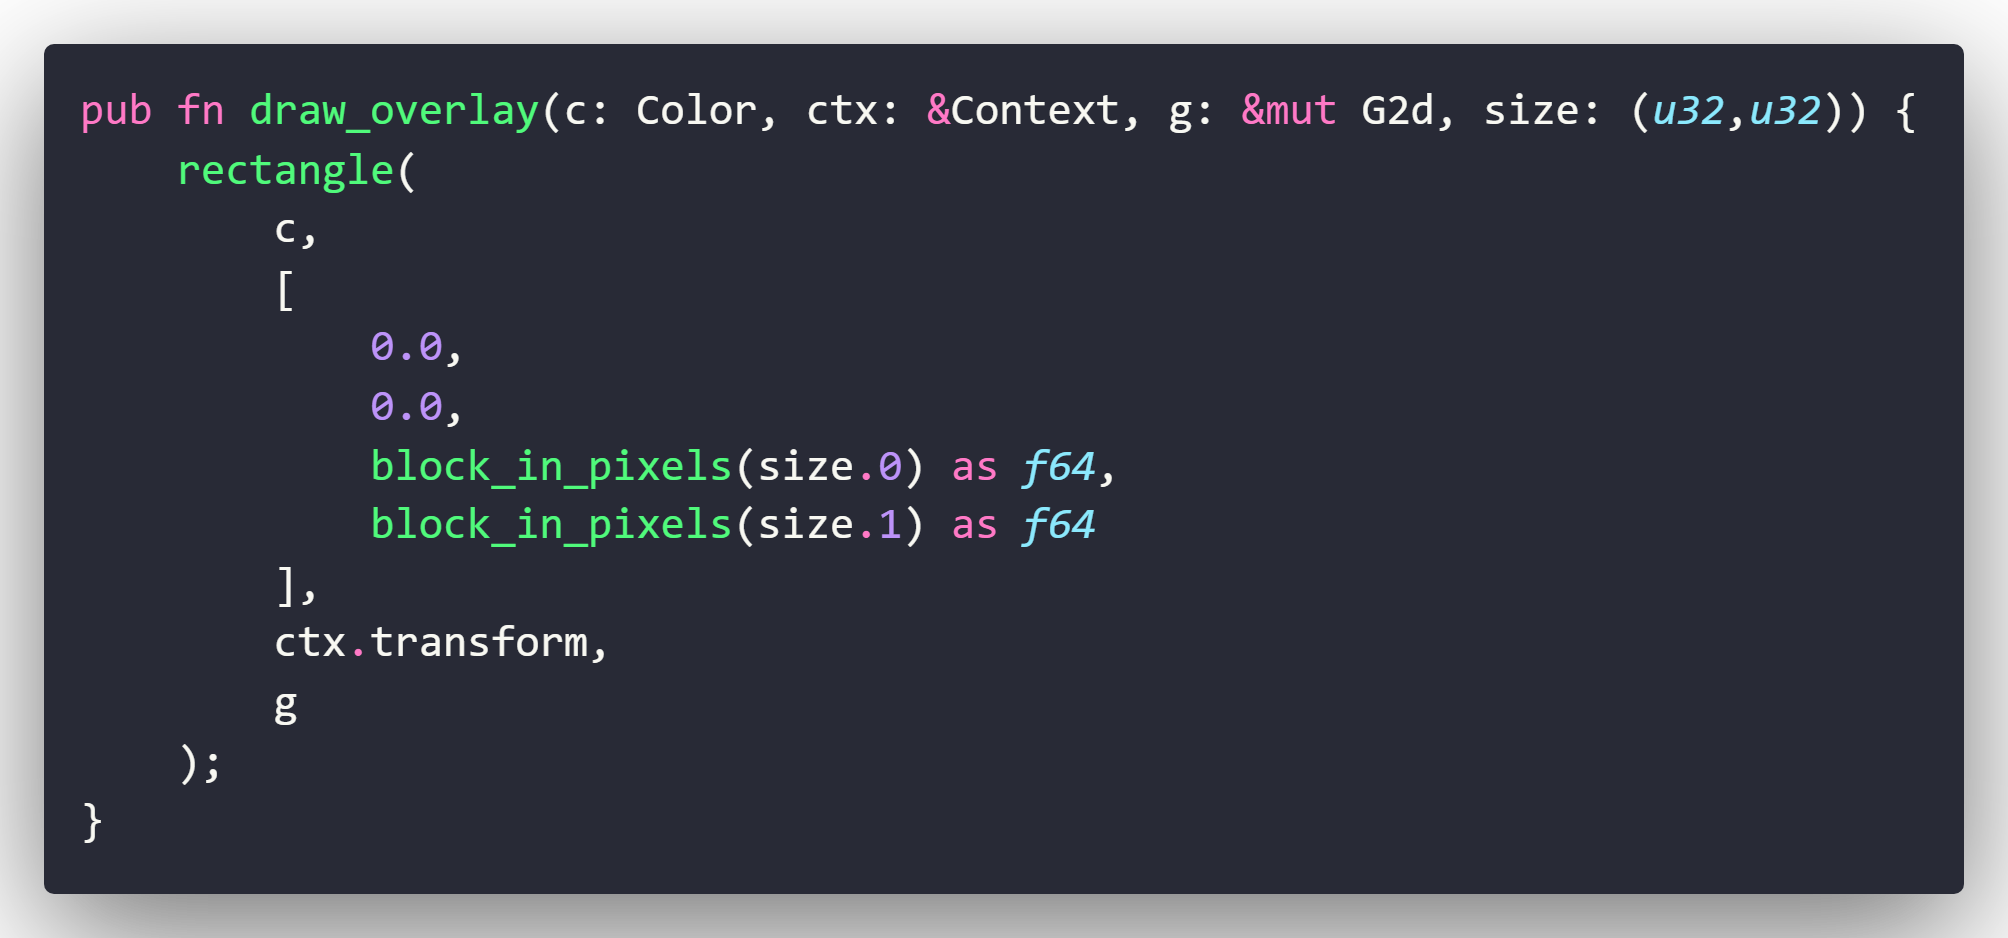 pub fn draw_overlay(c: Color, ctx: &Context, g: &mut G2d, size: (u32,u32)) {
    rectangle(
        c,
        [
            0.0,
            0.0,
            block_in_pixels(size.0) as f64,
            block_in_pixels(size.1) as f64
        ],
        ctx.transform,
        g
    );
}